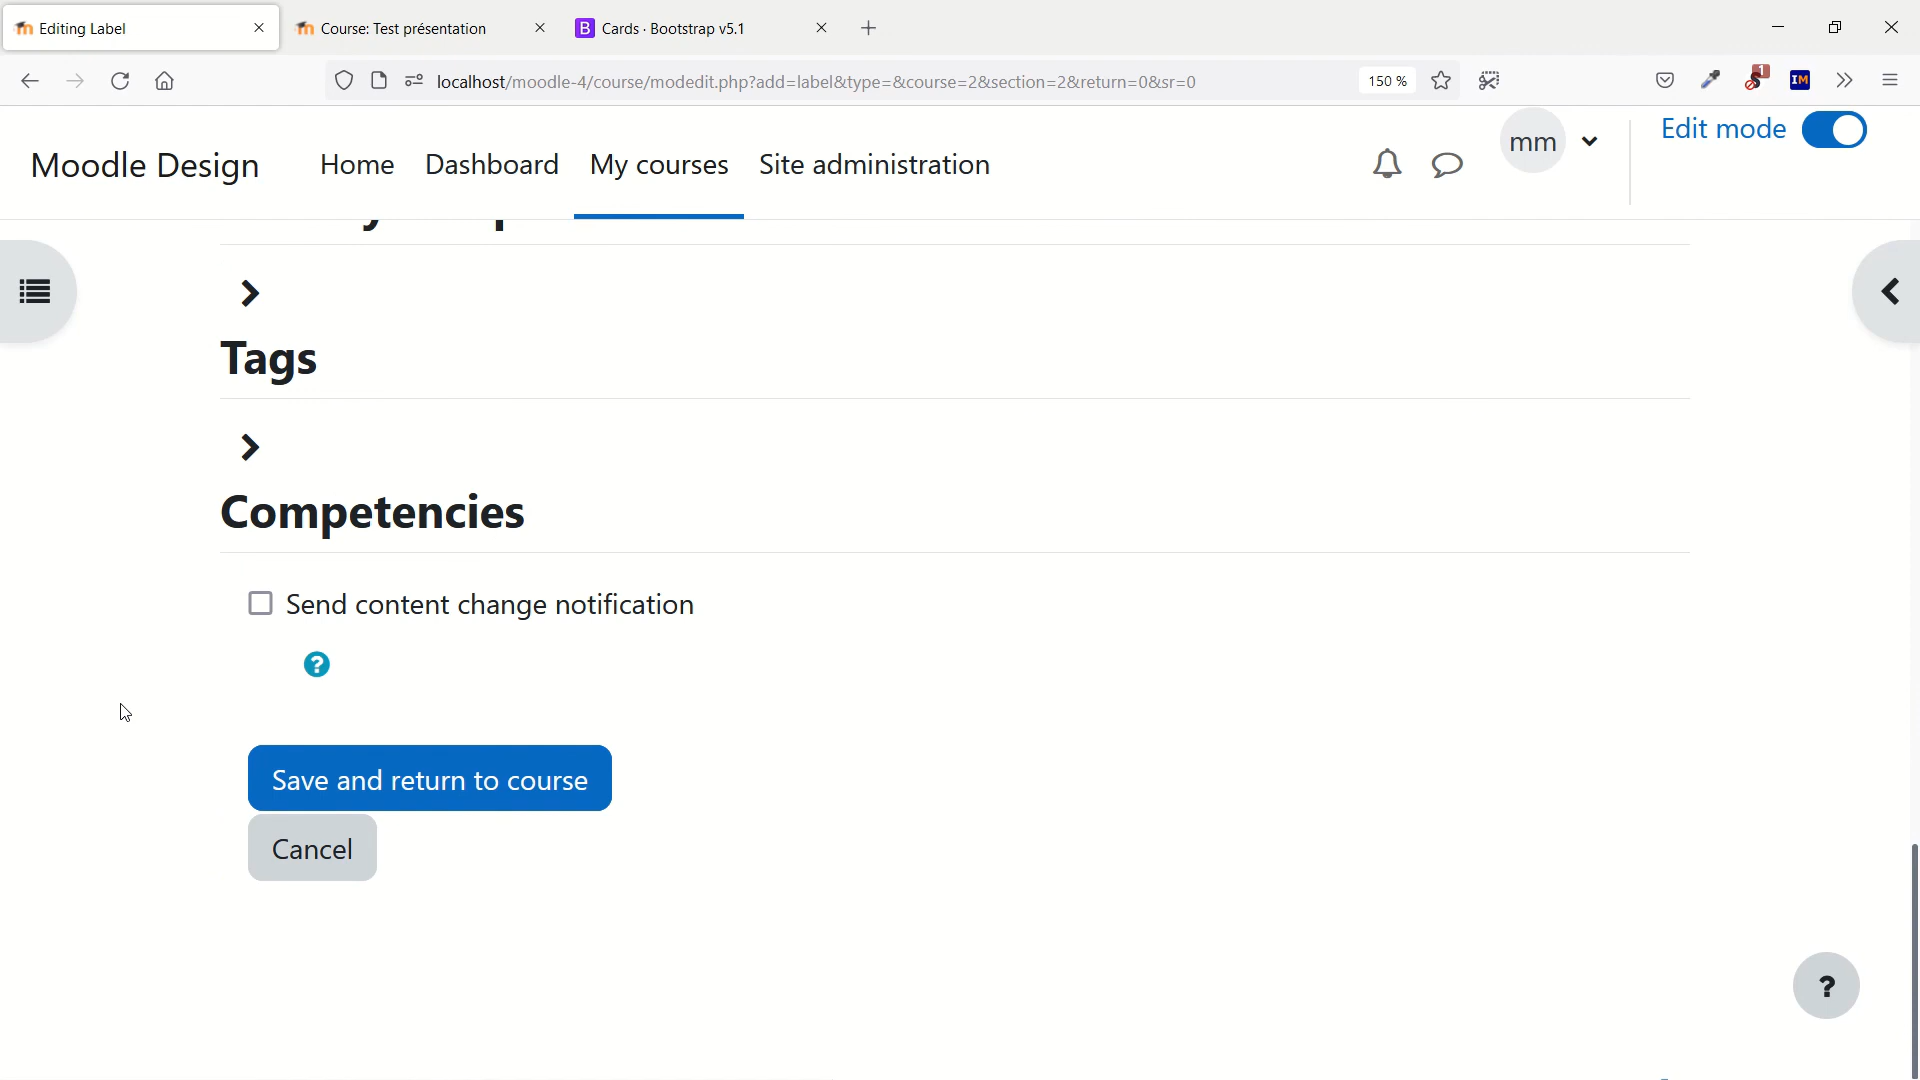 Editing Label
Course: Test présentation
Cards · Bootstrap v5.1
localhost/moodle-4/course/modedit.php?add=label&type=&course=2&section=2&return=0&sr=0
150 %
1
IM
Moodle Design
Home
Dashboard
My courses
Site administration
mm
Edit mode
Tags
Competencies
Send content change notification
?
Save and return to course
Cancel
?